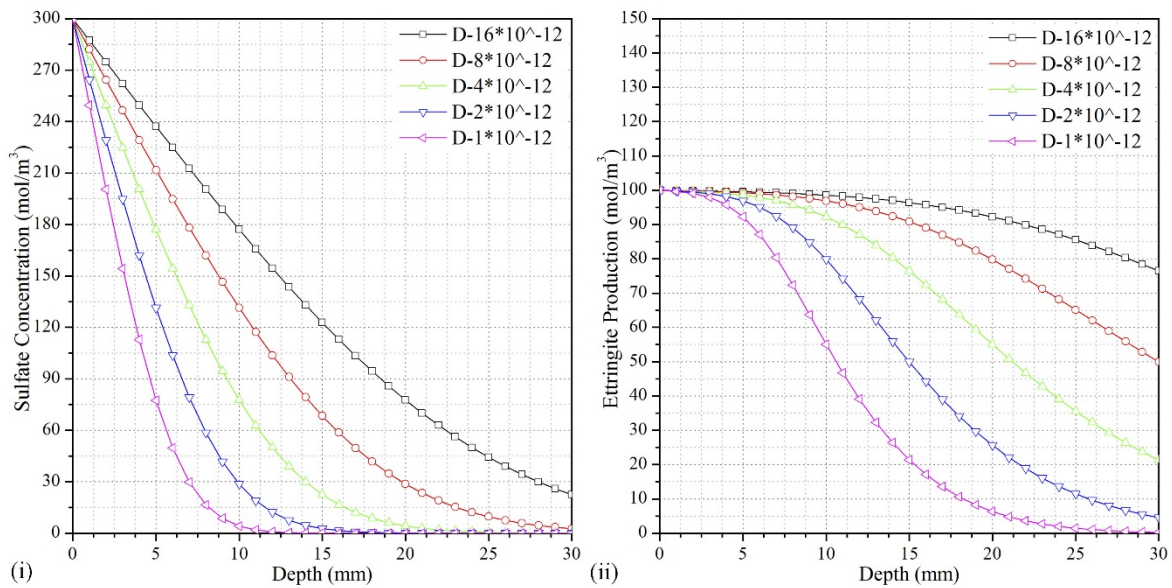 300
270
240
210
180
150
120
90
60
30
0
Sulfate Concentration (mol/m³)
D-16*10^-12
D-8*10^-12
D-4*10^-12
D-2*10^-12
D-1*10^-12
0 5 10 15 20 25 30
Depth (mm)
(i)
150
140
130
120
110
100
90
80
70
60
50
40
30
20
10
0
Ettringite Production (mol/m³)
D-16*10^-12
D-8*10^-12
D-4*10^-12
D-2*10^-12
D-1*10^-12
0 5 10 15 20 25 30
Depth (mm)
(ii)